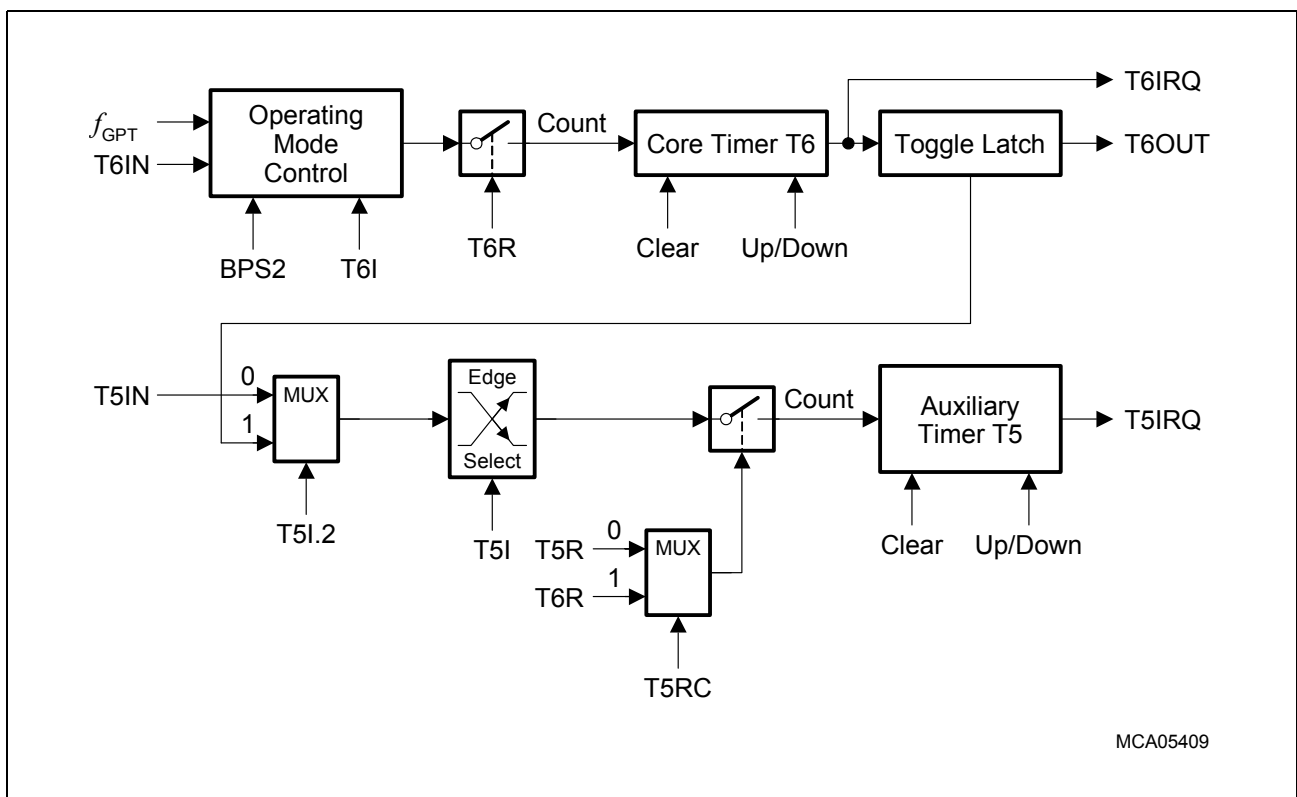 T6IRQ
fGPT
T6IN
Operating
Mode
Control
Count
Core Timer T6
Toggle Latch
T6OUT
BPS2
T6I
T6R
Clear
Up/Down
T5IN
0
1
MUX
Edge
Select
Count
Auxiliary
Timer T5
T5IRQ
T5I.2
T5I
T5R
0
T6R
1
MUX
Clear
Up/Down
T5RC
MCA05409